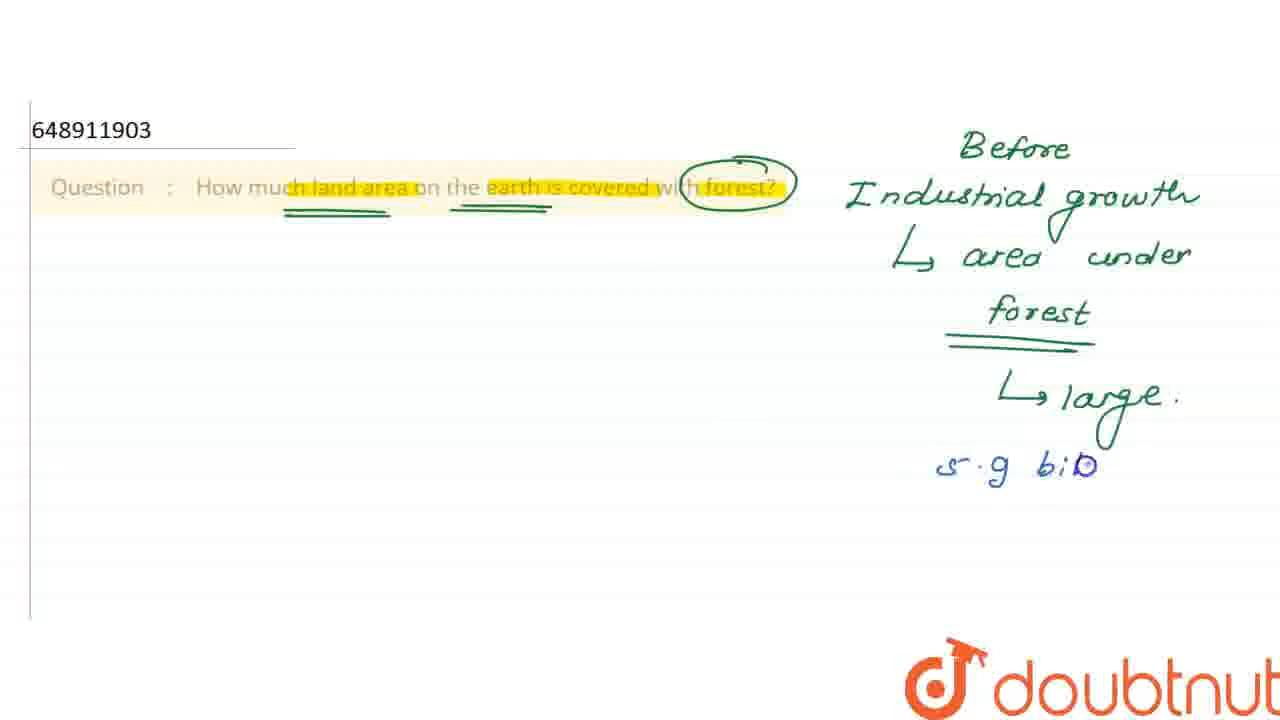 648911903
Question : How much land area on the earth is covered with forest?
Before
Industrial growth
↳ area under
forest
↳ large.
5.9 bib
doubtnut